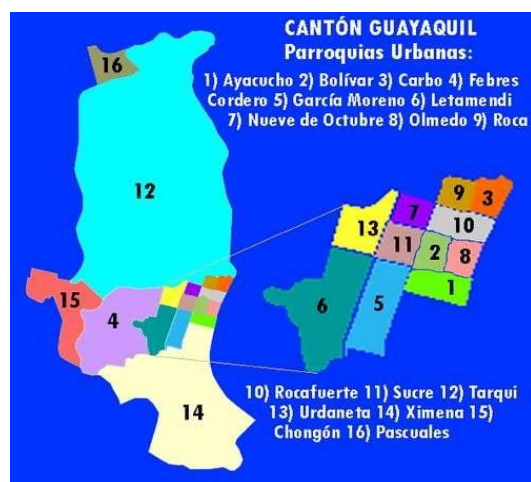 CANTÓN GUAYAQUIL
Parroquias Urbanas:
1) Ayacucho 2) Bolívar 3) Carbo 4) Febres
Cordero 5) García Moreno 6) Letamendi
7) Nueve de Octubre 8) Olmedo 9) Roca
16
12
15
4
14
9
3
7
10
13
11
2
8
6
5
1
10) Rocafuerte 11) Sucre 12) Tarqui
13) Urdaneta 14) Ximena 15)
Chongón 16) Pascuales